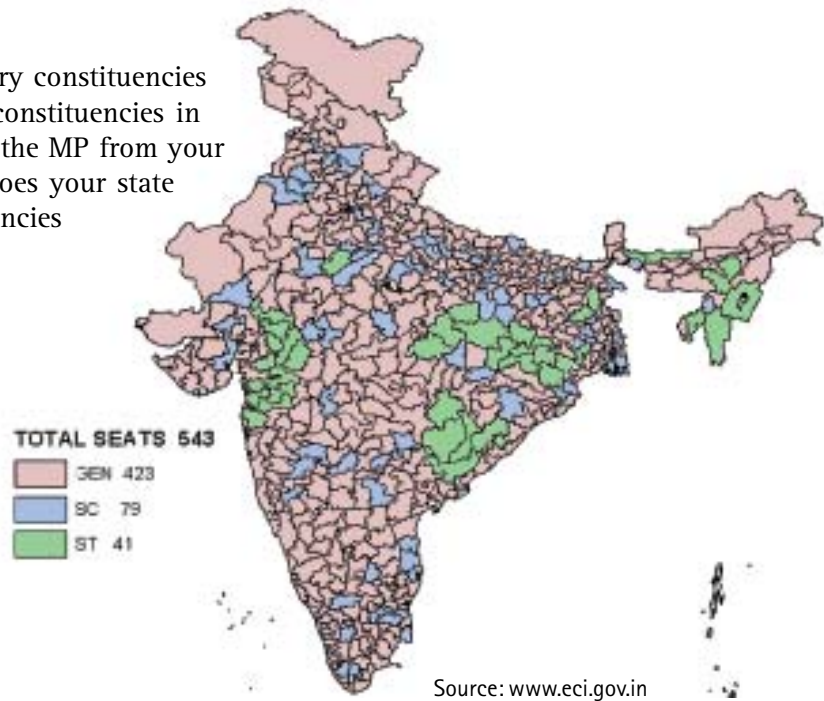 ry constituencies
constituencies in
the MP from your
oes your state
encies
TOTAL SEATS 543
GEN 423
SC 79
ST 41
Source: www.eci.gov.in